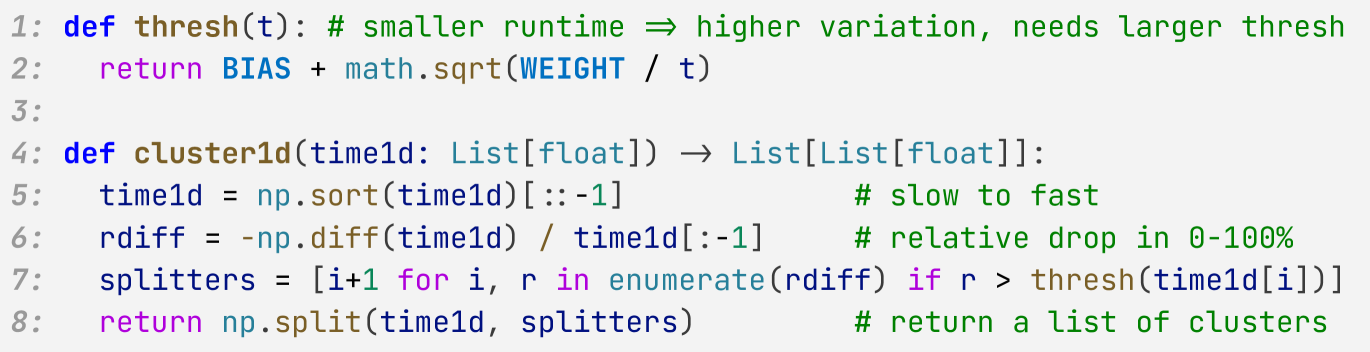 1: def thresh(t): # smaller runtime ⇒ higher variation, needs larger thresh
2:   return BIAS + math.sqrt(WEIGHT / t)
3:
4: def cluster1d(time1d: List[float]) → List[List[float]]:
5:   time1d = np.sort(time1d)[::-1]             # slow to fast
6:   rdiff = -np.diff(time1d) / time1d[:-1]     # relative drop in 0-100%
7:   splitters = [i+1 for i, r in enumerate(rdiff) if r > thresh(time1d[i])]
8:   return np.split(time1d, splitters)         # return a list of clusters